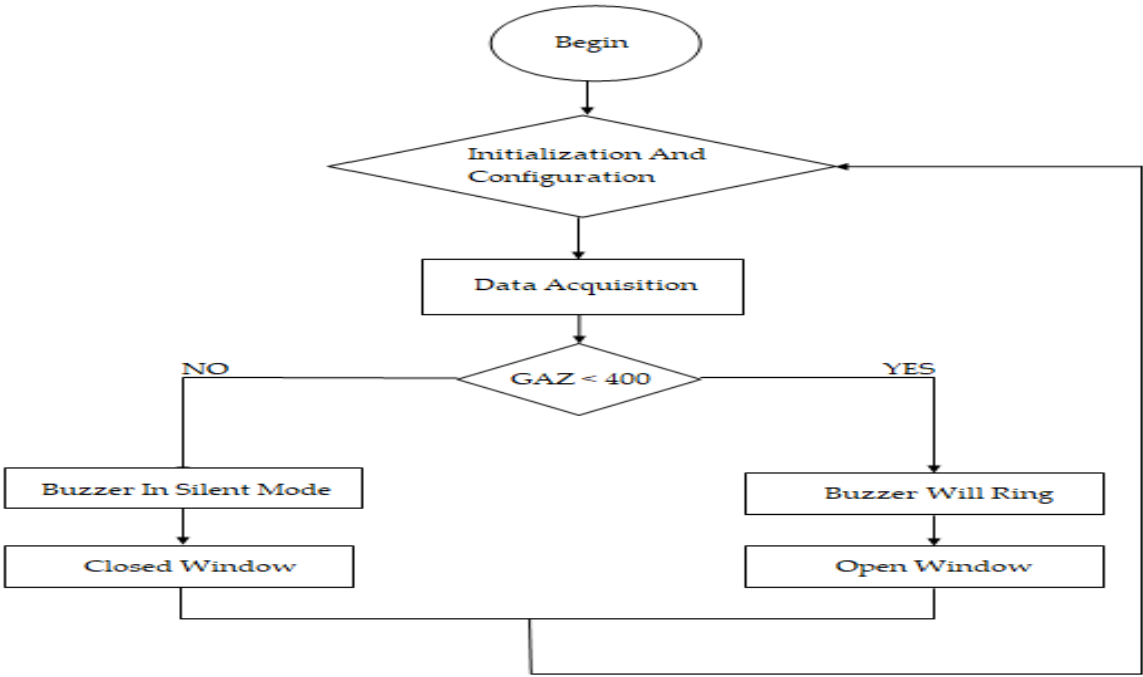 Begin
Initialization And
Configuration
Data Acquisition
NO
GAZ < 400
YES
Buzzer In Silent Mode
Buzzer Will Ring
Closed Window
Open Window